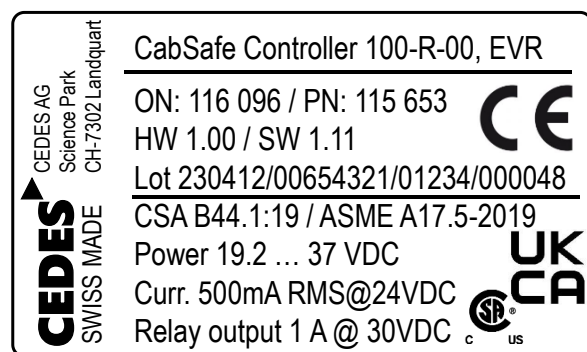 CEDES
SWISS MADE
CEDES AG
Science Park
CH-7302 Landquart
CabSafe Controller 100-R-00, EVR
ON: 116 096 / PN: 115 653
HW 1.00 / SW 1.11
Lot 230412/00654321/01234/000048
CSA B44.1:19 / ASME A17.5-2019
Power 19.2 … 37 VDC
Curr. 500mA RMS@24VDC
Relay output 1 A @ 30VDC
CE
UK
CA
C SA ®
C US